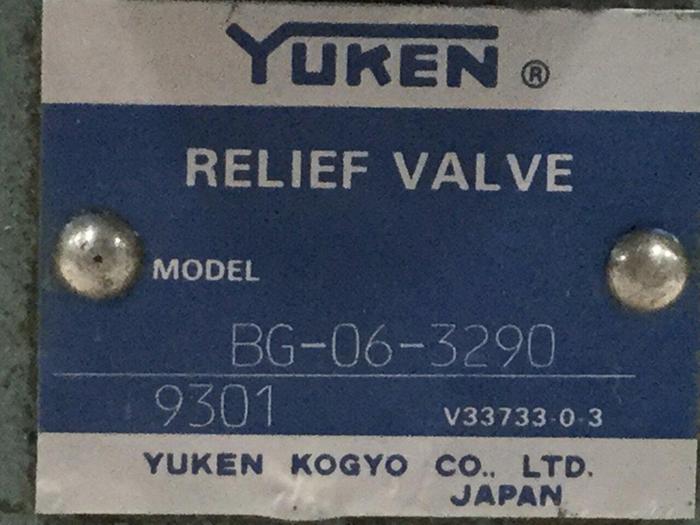 YUKEN ®
RELIEF VALVE
MODEL
BG-06-3290
9301 V33733-0-3
YUKEN KOGYO CO., LTD.
JAPAN